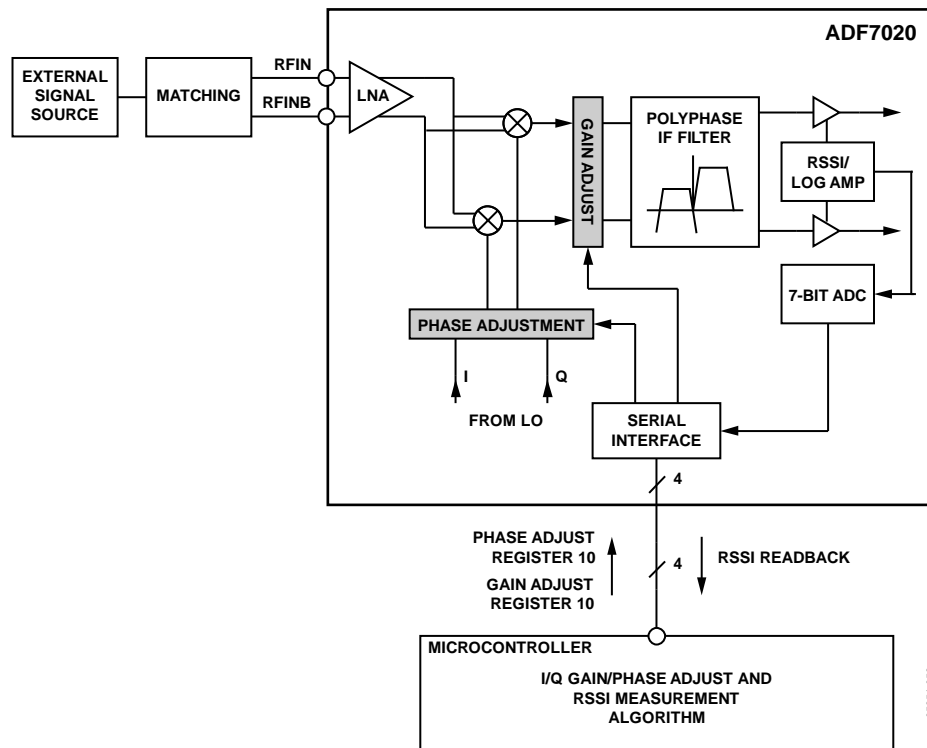 ADF7020
EXTERNAL
SIGNAL
SOURCE
MATCHING
RFIN
RFINB
LNA
GAIN ADJUST
POLYPHASE
IF FILTER
RSSI/
LOG AMP
7-BIT ADC
PHASE ADJUSTMENT
I
Q
FROM LO
SERIAL
INTERFACE
4
PHASE ADJUST
REGISTER 10
GAIN ADJUST
REGISTER 10
4
RSSI READBACK
MICROCONTROLLER
I/Q GAIN/PHASE ADJUST AND
RSSI MEASUREMENT
ALGORITHM